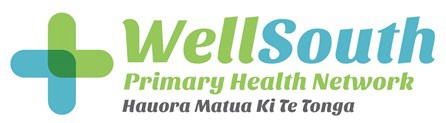 WellSouth
Primary Health Network
Hauora Matua Ki Te Tonga